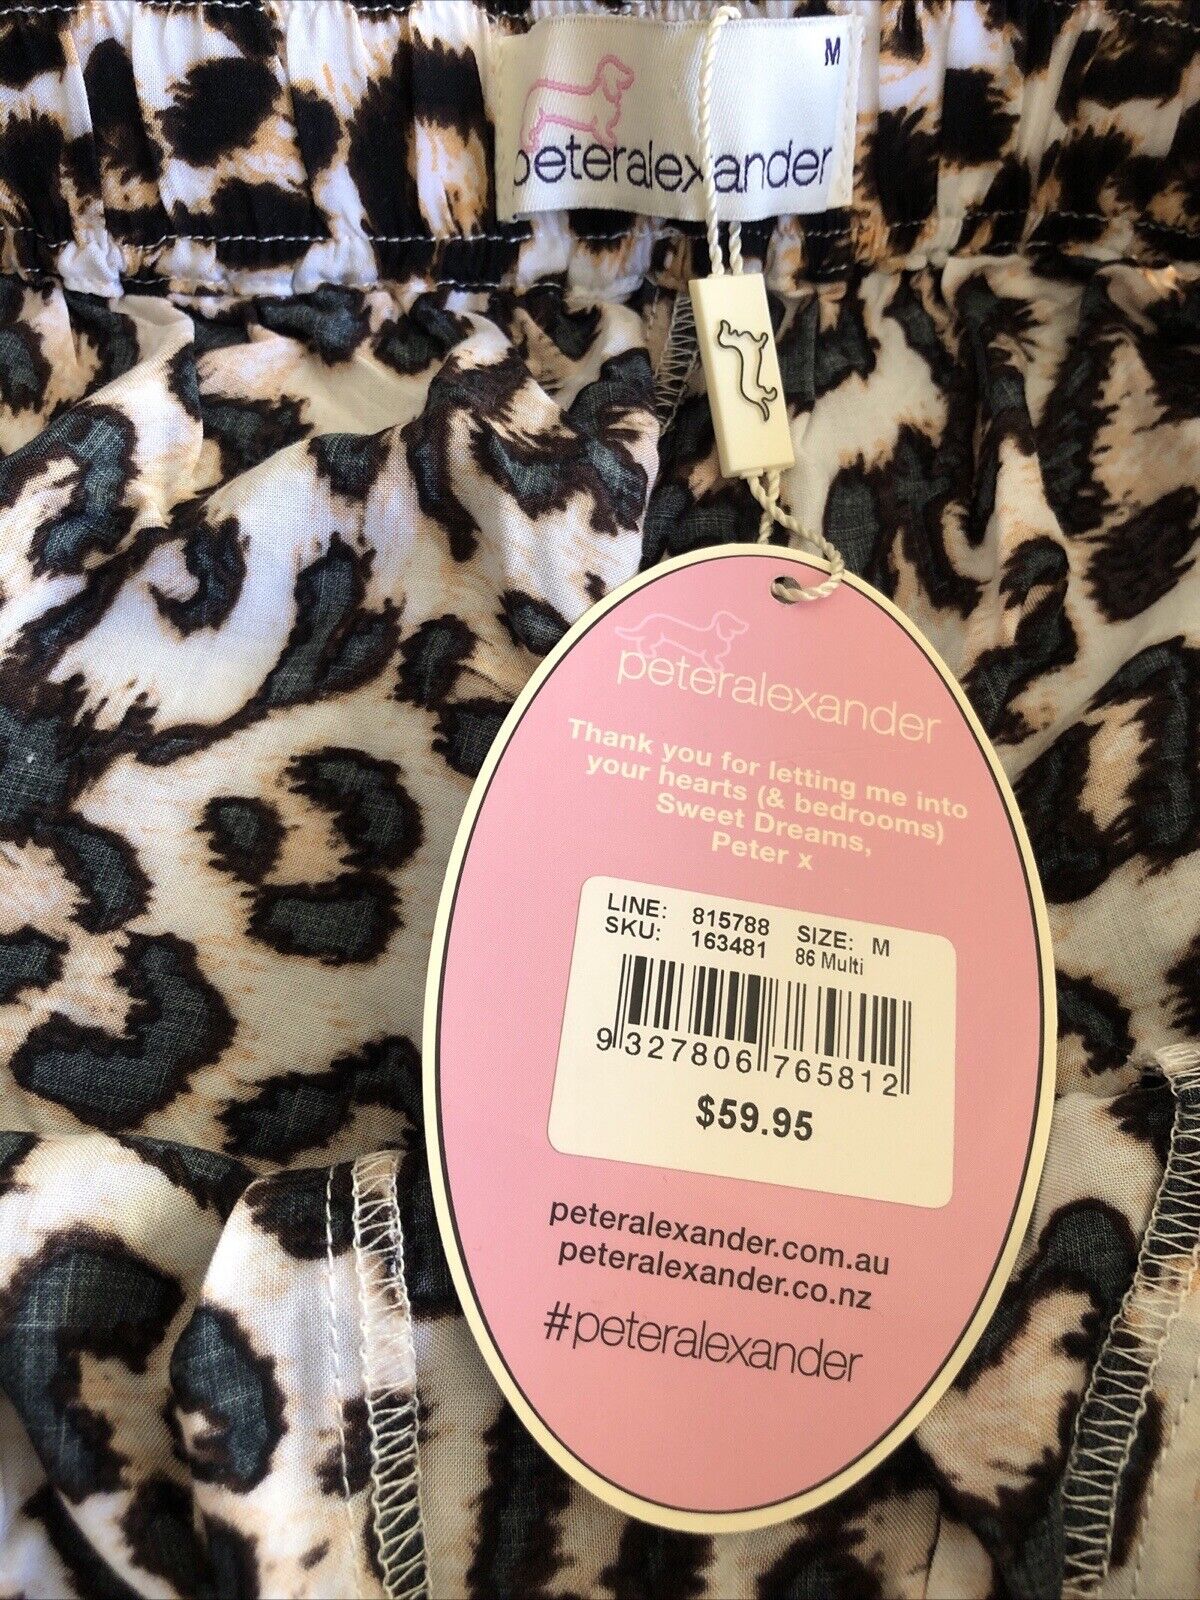 M
peteralexander
peteralexander
Thank you for letting me into
your hearts (& bedrooms)
Sweet Dreams,
Peter x
LINE: 815788 SIZE: M
SKU: 163481 86 Multi
9 327806 765812
$59.95
peteralexander.com.au
peteralexander.co.nz
#peteralexander